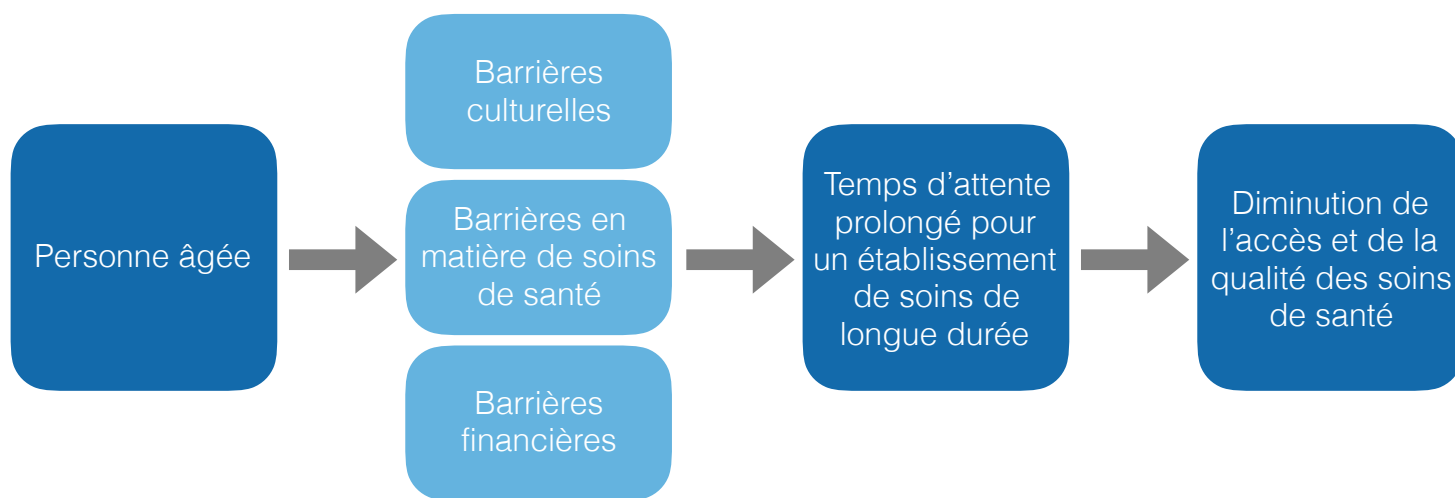 Personne âgée
Barrières
culturelles
Barrières en
matière de soins
de santé
Barrières
financières
Temps d’attente
prolongé pour
un établissement
de soins de
longue durée
Diminution de
l’accès et de la
qualité des soins
de santé